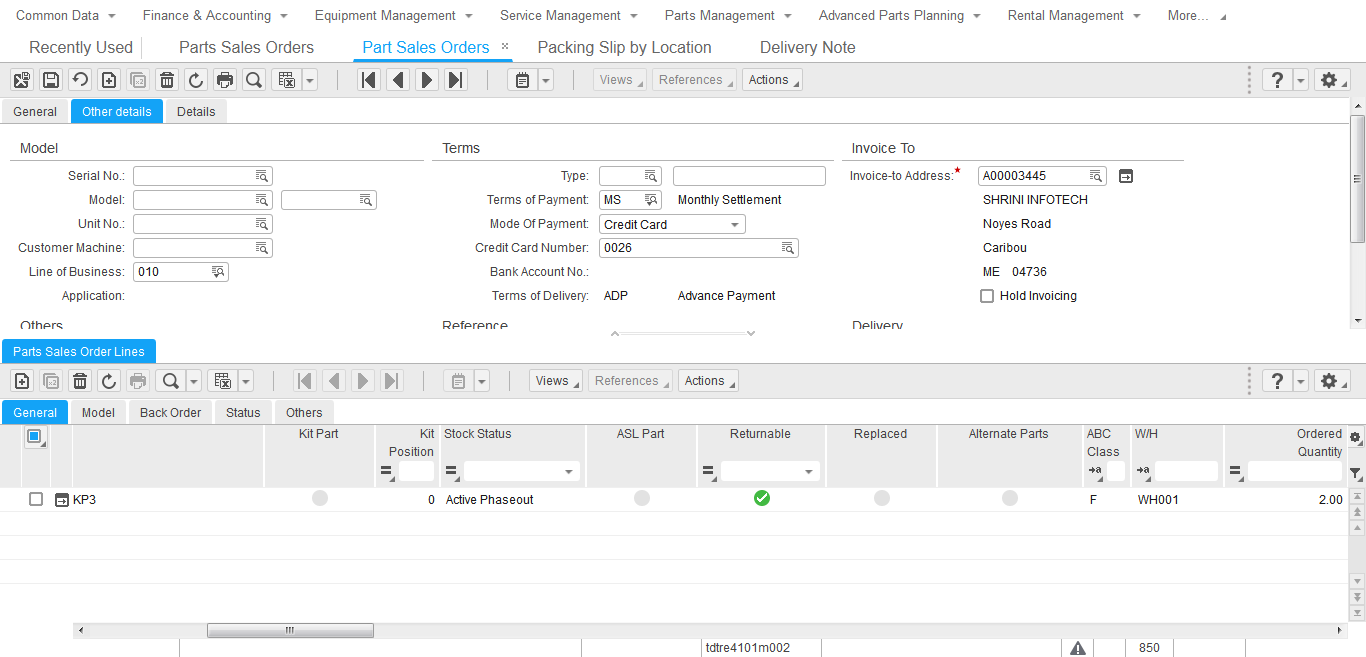 Common Data Finance & Accounting Equipment Management Service Management Parts Management Advanced Parts Planning Rental Management More...
Recently Used Parts Sales Orders Part Sales Orders Packing Slip by Location Delivery Note
Views References Actions
General Other details Details
Model Terms Invoice To
Serial No.: Type: Invoice-to Address:* A00003445
Model: Terms of Payment: MS Monthly Settlement SHRINI INFOTECH
Unit No.: Mode Of Payment: Credit Card Noyes Road
Customer Machine: Credit Card Number: 0026 Caribou
Line of Business: 010 Bank Account No.: ME 04736
Application: Terms of Delivery: ADP Advance Payment Hold Invoicing
Others Reference Delivery
Parts Sales Order Lines
Views References Actions
General Model Back Order Status Others
Kit Part Kit Stock Status ASL Part Returnable Replaced Alternate Parts ABC W/H Ordered
Position Class Quantity
KP3 0 Active Phaseout F WH001 2.00
tdtre4101m002 850